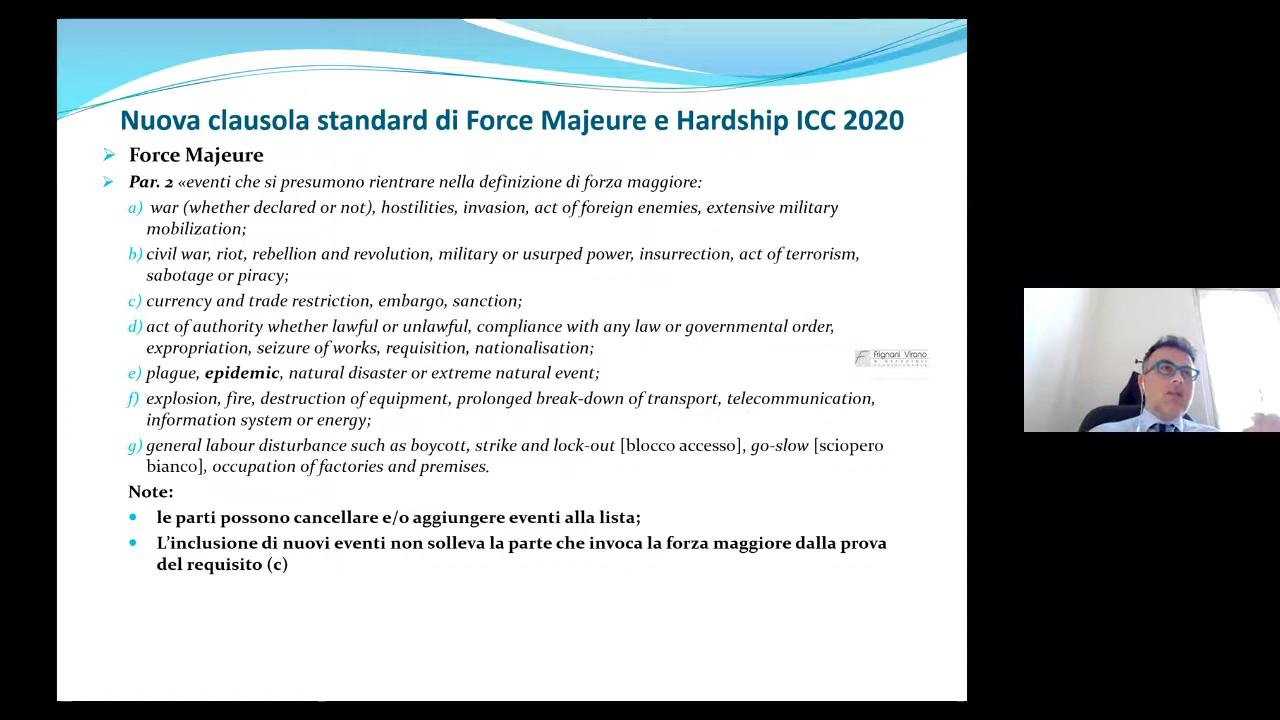 Nuova clausola standard di Force Majeure e Hardship ICC 2020
Force Majeure
Par. 2 «eventi che si presumono rientrare nella definizione di forza maggiore:
a) war (whether declared or not), hostilities, invasion, act of foreign enemies, extensive military
mobilization;
b) civil war, riot, rebellion and revolution, military or usurped power, insurrection, act of terrorism,
sabotage or piracy;
c) currency and trade restriction, embargo, sanction;
d) act of authority whether lawful or unlawful, compliance with any law or governmental order,
expropriation, seizure of works, requisition, nationalisation;
Frignani Virano
e) plague, epidemic, natural disaster or extreme natural event;
f) explosion, fire, destruction of equipment, prolonged break-down of transport, telecommunication,
information system or energy;
g) general labour disturbance such as boycott, strike and lock-out [blocco accesso], go-slow [sciopero
bianco], occupation of factories and premises.
Note:
le parti possono cancellare e/o aggiungere eventi alla lista;
L'inclusione di nuovi eventi non solleva la parte che invoca la forza maggiore dalla prova
del requisito (c)